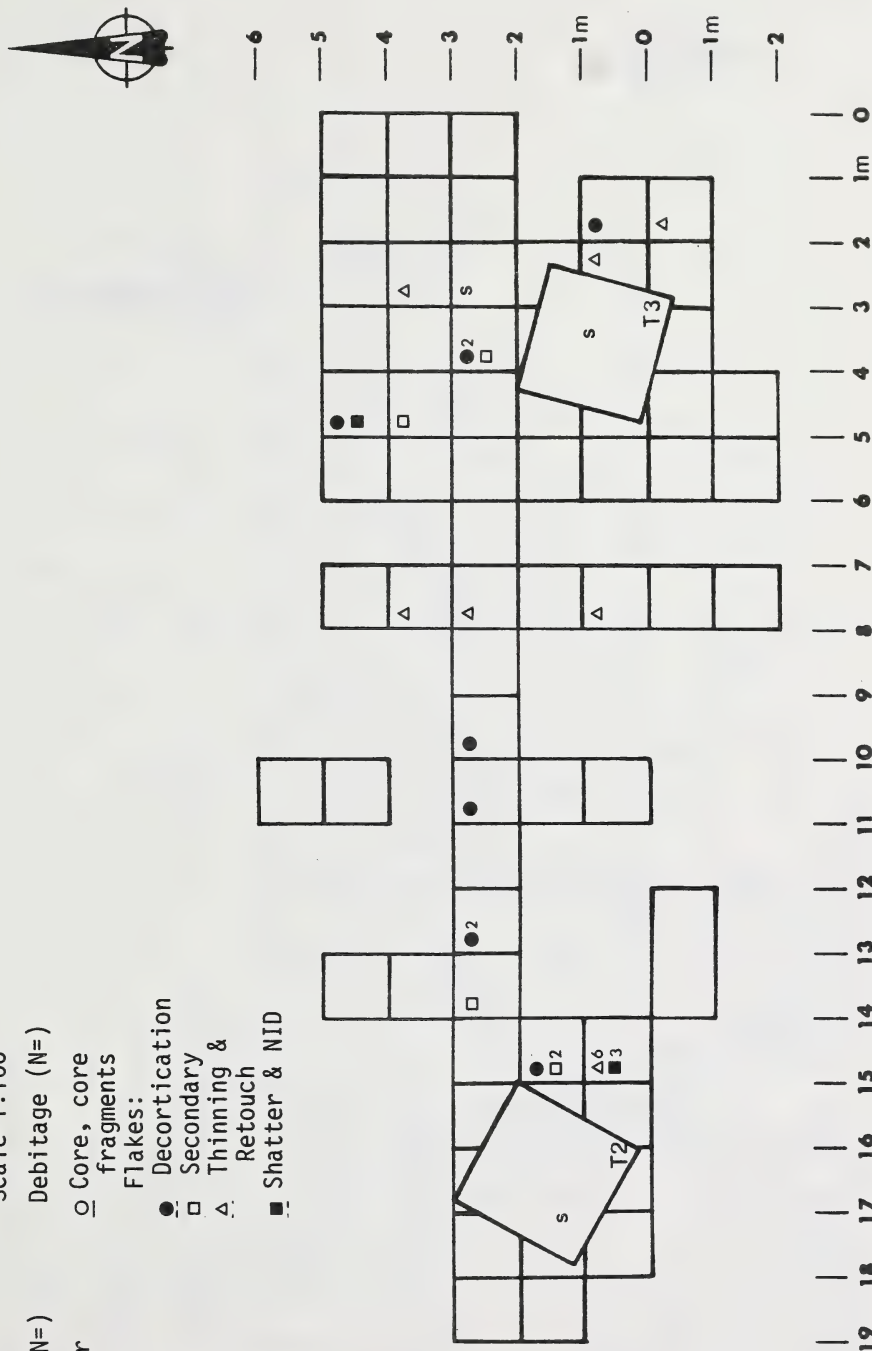 Scale 1:100
Debitage (N=)
Core, core
fragments
Flakes:
Decortication
Secondary
Thinning &
Retouch
Shatter & NID
N=)
r
N
6
5
4
3
2
1m
0
1m
2
s
2
s
T3
2
2
6
3
s
T2
19 18 17 16 15 14 13 12 11 10 9 8 7 6 5 4 3 2 1m 0